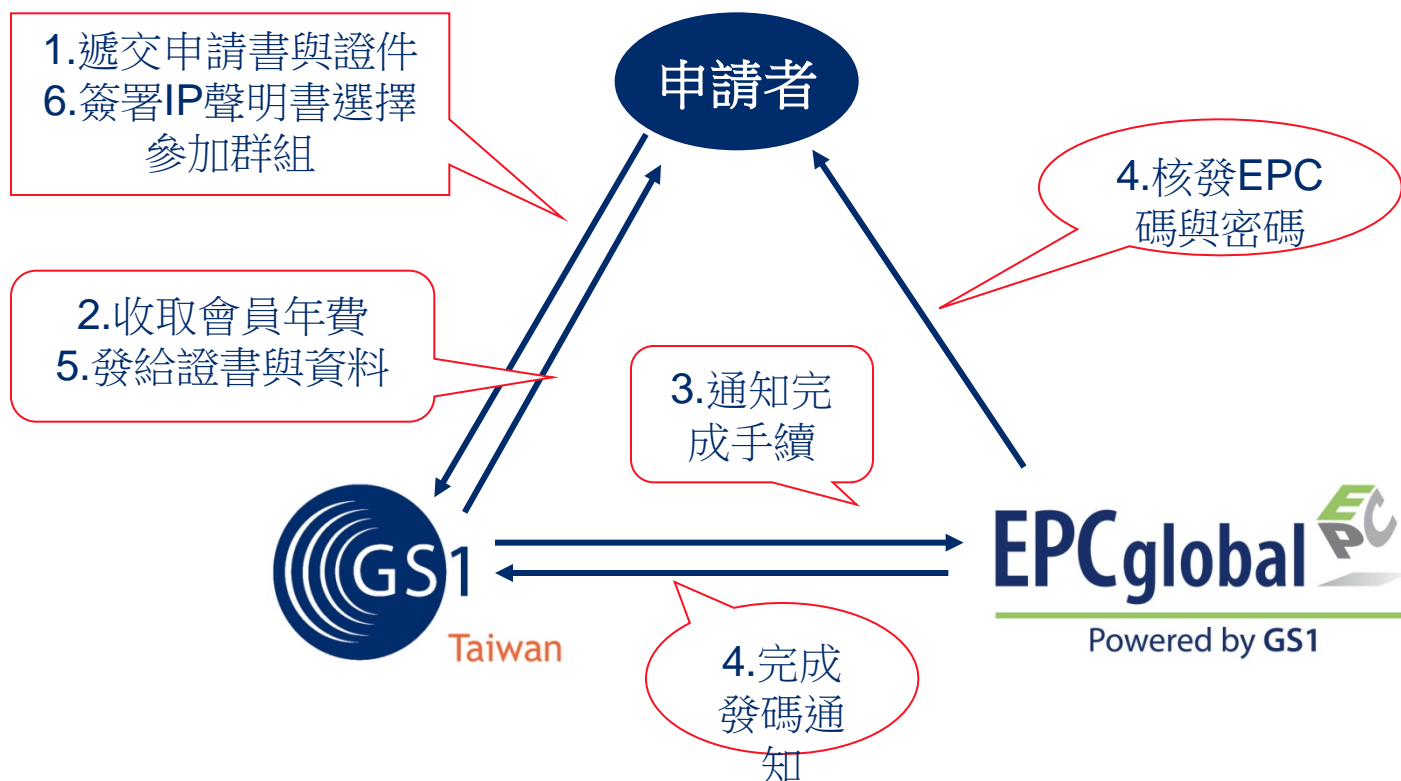 1.遞交申請書與證件
6.簽署IP聲明書選擇
參加群組
申請者
4.核發EPC
碼與密碼
2.收取會員年費
5.發給證書與資料
3.通知完
成手續
GS1
Taiwan
EPCglobal
EPC
Powered by GS1
4.完成
發碼通
知